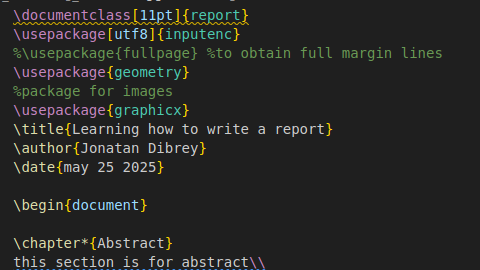 \documentclass[11pt]{report}
\usepackage[utf8]{inputenc}
%\usepackage{fullpage} %to obtain full margin lines
\usepackage{geometry}
%package for images
\usepackage{graphicx}
\title{Learning how to write a report}
\author{Jonatan Dibrey}
\date{may 25 2025}
\begin{document}
\chapter*{Abstract}
this section is for abstract\\